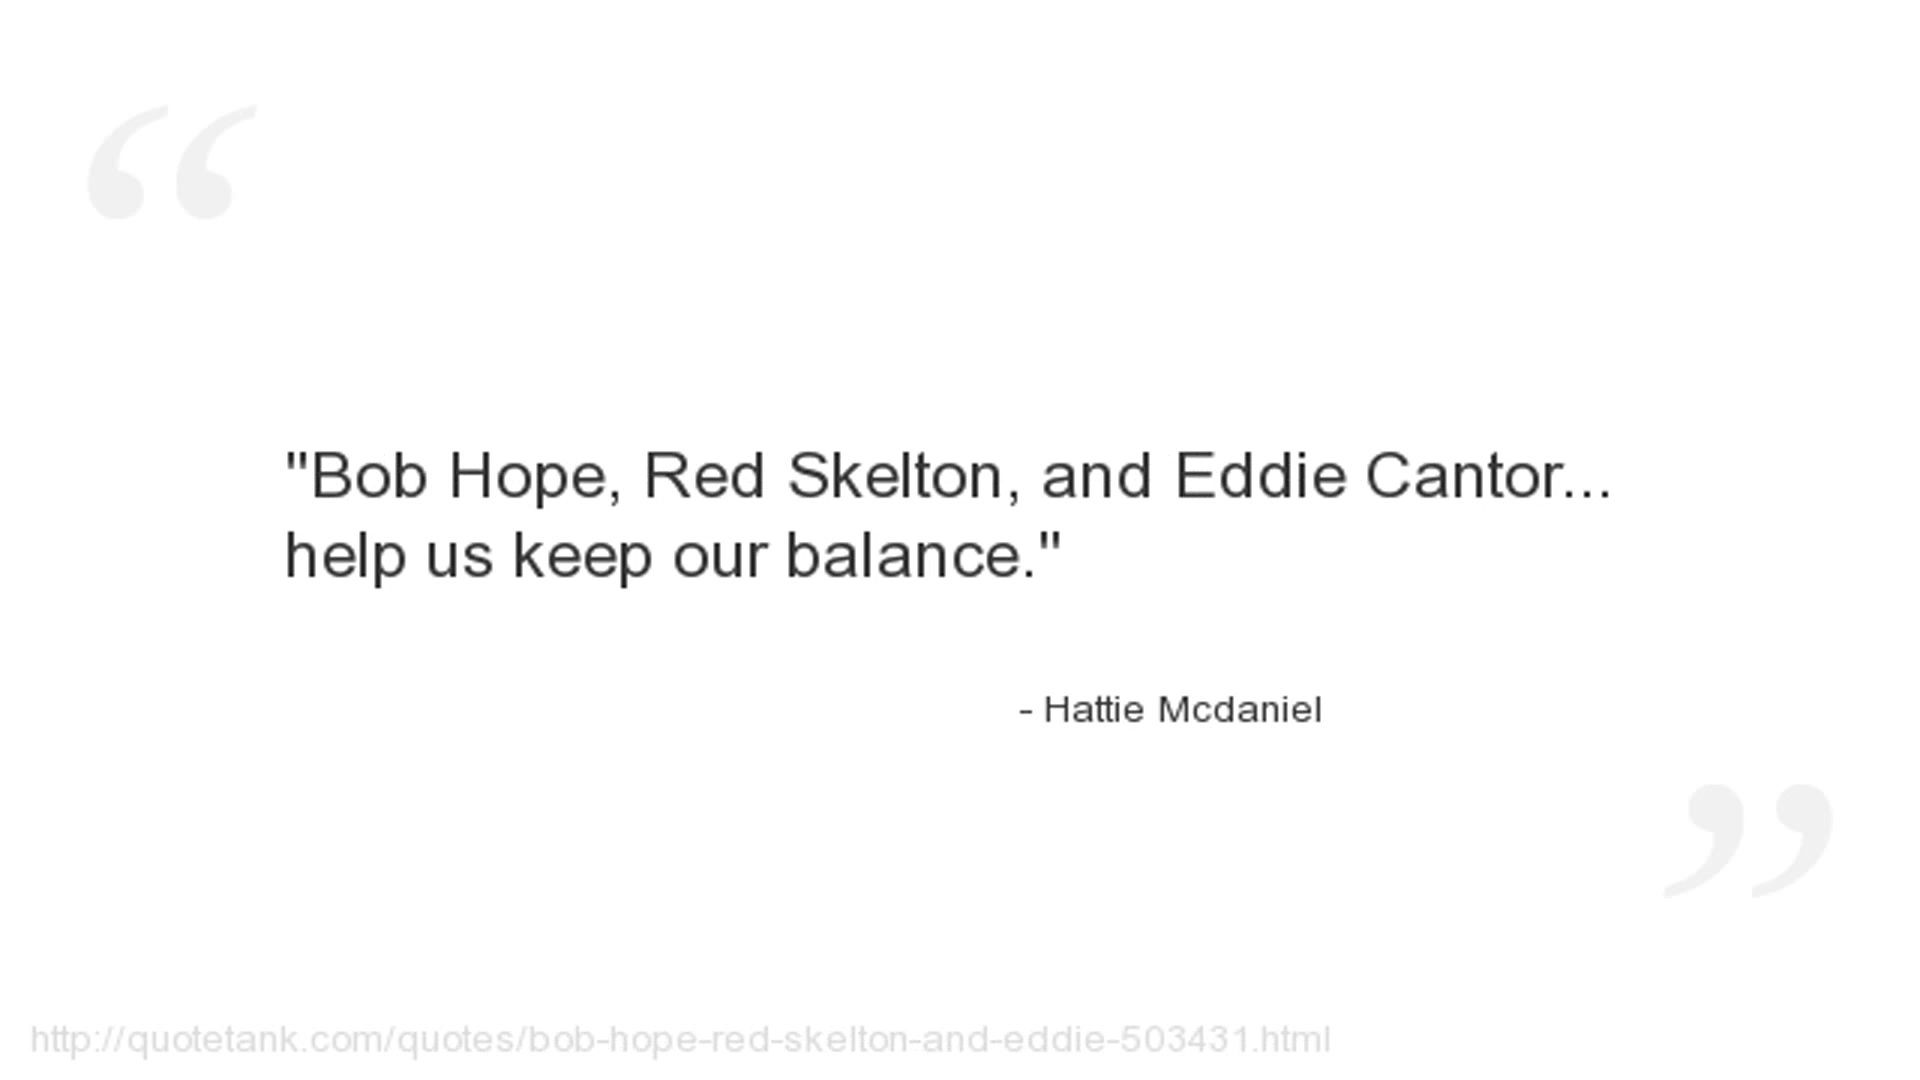 "Bob Hope, Red Skelton, and Eddie Cantor...
help us keep our balance."
- Hattie Mcdaniel
http://quotetank.com/quotes/bob-hope-red-skelton-and-eddie-503431.html